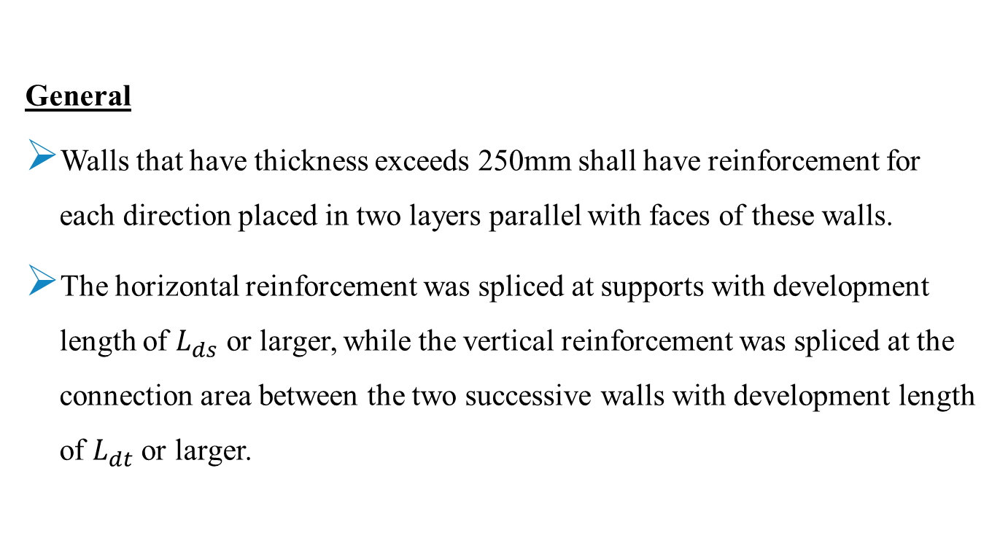 General
Walls that have thickness exceeds 250mm shall have reinforcement for
each direction placed in two layers parallel with faces of these walls.
The horizontal reinforcement was spliced at supports with development
length of L_ds or larger, while the vertical reinforcement was spliced at the
connection area between the two successive walls with development length
of L_dt or larger.